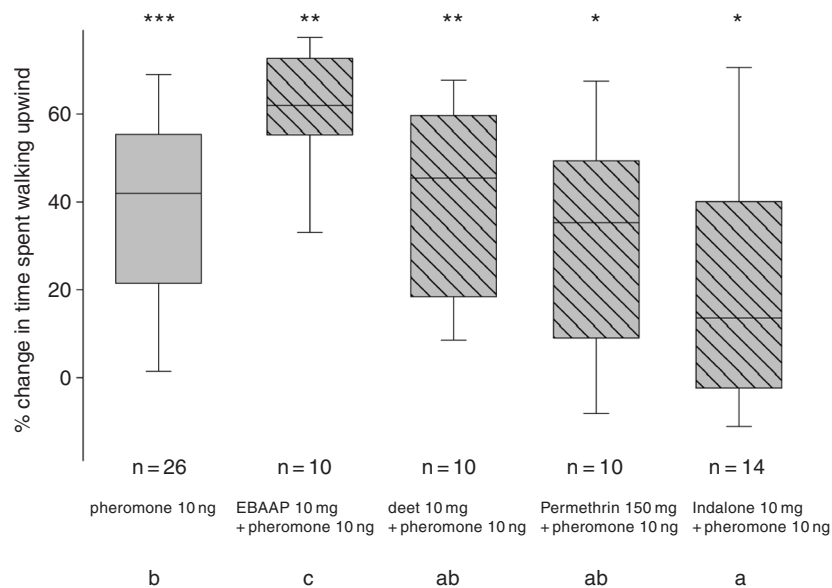 *** ** ** * *
% change in time spent walking upwind
60
40
20
0
n = 26 n = 10 n = 10 n = 10 n = 14
pheromone 10 ng
EBAAP 10 mg
+ pheromone 10 ng
deet 10 mg
+ pheromone 10 ng
Permethrin 150 mg
+ pheromone 10 ng
Indalone 10 mg
+ pheromone 10 ng
b c ab ab a